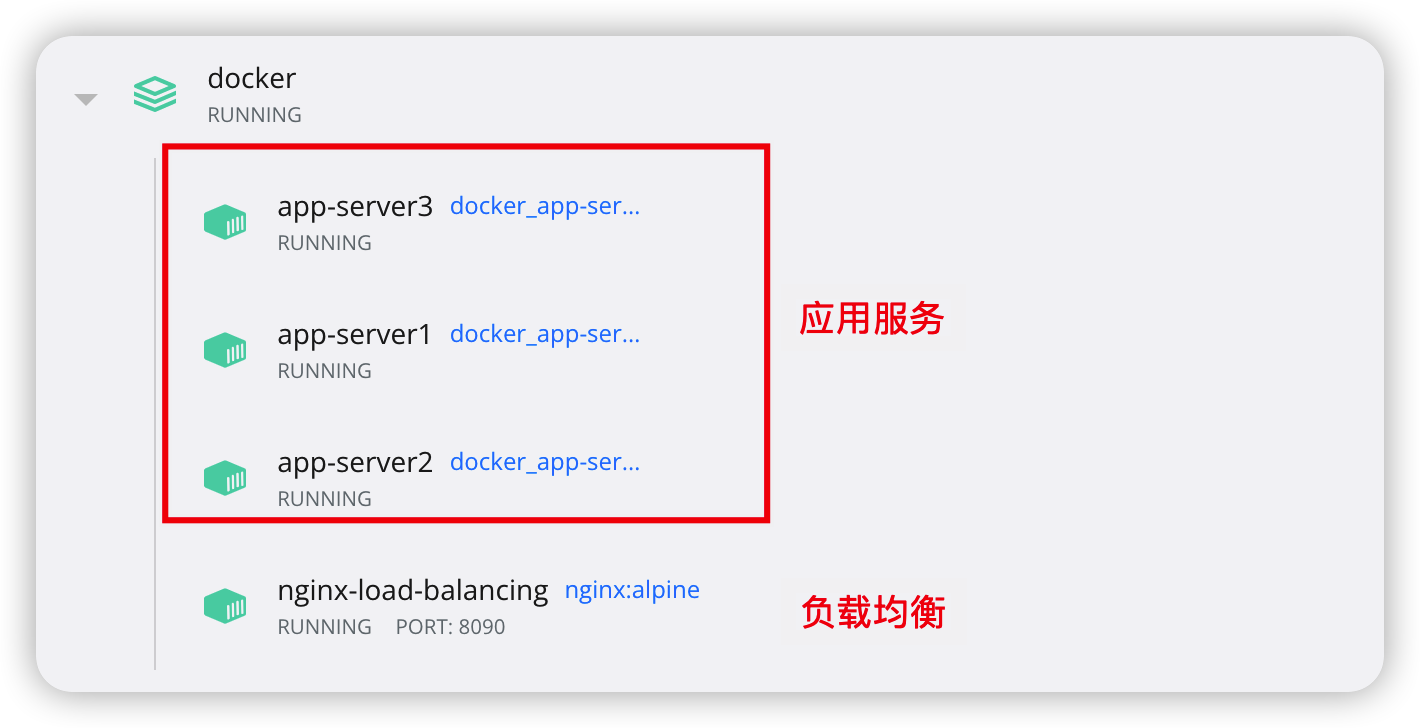 docker
RUNNING
app-server3 docker_app-ser...
RUNNING
app-server1 docker_app-ser...
RUNNING
应用服务
app-server2 docker_app-ser...
RUNNING
nginx-load-balancing nginx:alpine
RUNNING PORT: 8090
负载均衡